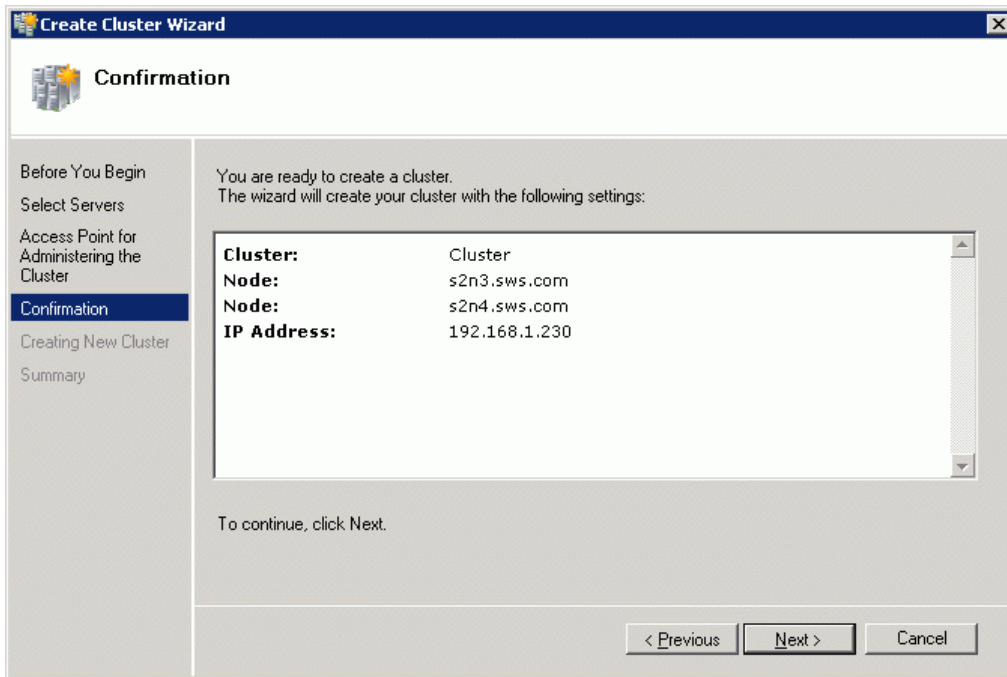 Create Cluster Wizard
Confirmation
Before You Begin
Select Servers
Access Point for
Administering the
Cluster
Confirmation
Creating New Cluster
Summary
You are ready to create a cluster.
The wizard will create your cluster with the following settings:
Cluster: Cluster
Node: s2n3.sws.com
Node: s2n4.sws.com
IP Address: 192.168.1.230
To continue, click Next.
< Previous Next > Cancel